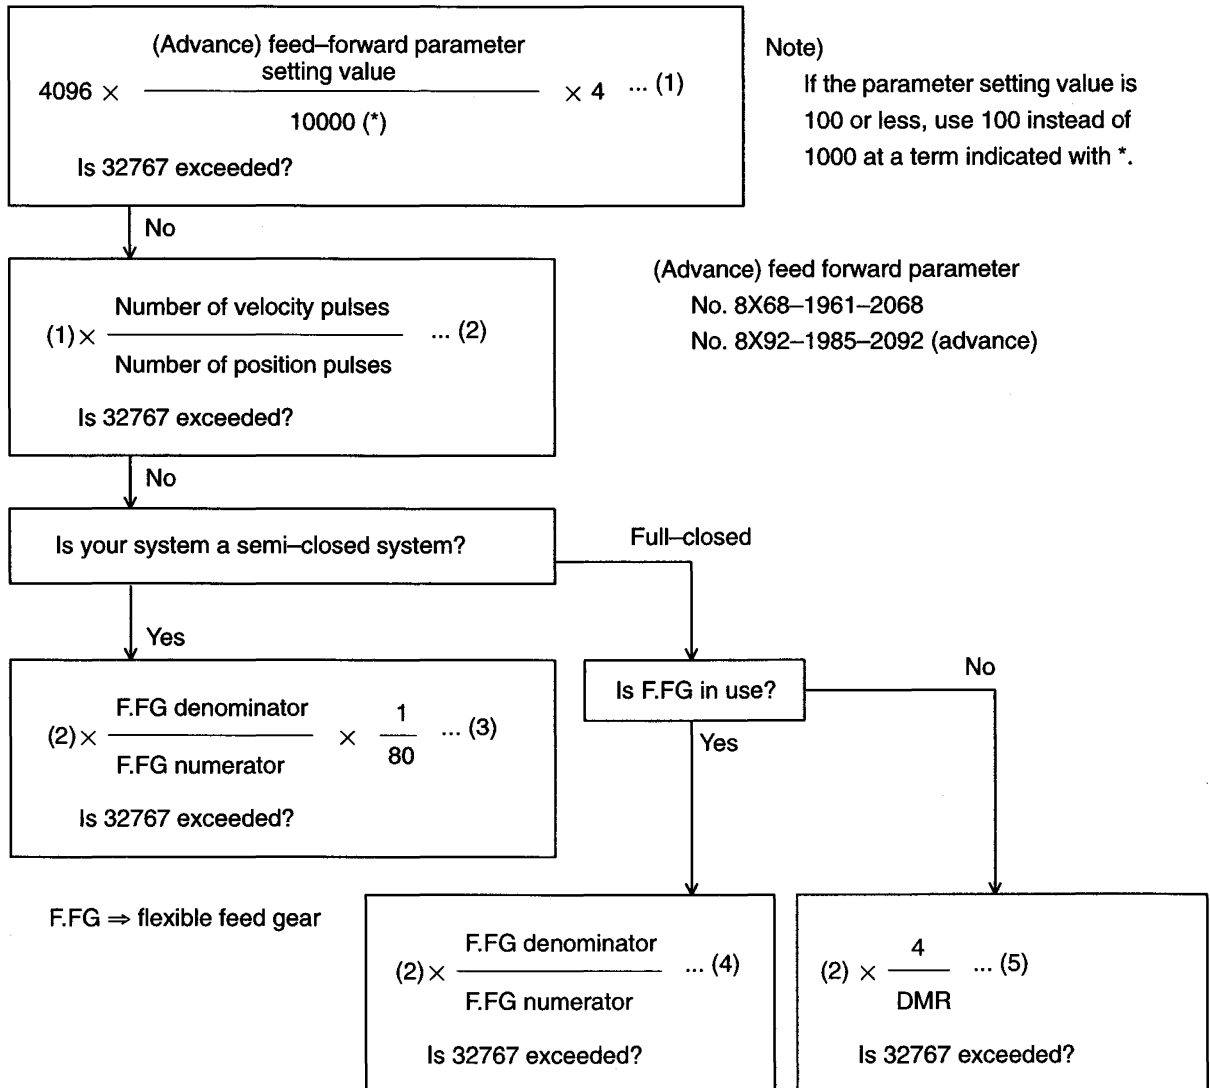 (Advance) feed–forward parameter
setting value
4096 × ――― × 4 ... (1)
10000 (*)
Is 32767 exceeded?
Note)
If the parameter setting value is
100 or less, use 100 instead of
1000 at a term indicated with *.
No
Number of velocity pulses
(1) × ――― ... (2)
Number of position pulses
Is 32767 exceeded?
(Advance) feed forward parameter
No. 8X68–1961–2068
No. 8X92–1985–2092 (advance)
No
Is your system a semi–closed system?
Full–closed
Yes
F.FG denominator 1
(2) × ――― × ― ... (3)
F.FG numerator 80
Is 32767 exceeded?
Is F.FG in use?
No
Yes
F.FG ⇒ flexible feed gear
F.FG denominator
(2) × ――― ... (4)
F.FG numerator
Is 32767 exceeded?
4
(2) × ― ... (5)
DMR
Is 32767 exceeded?